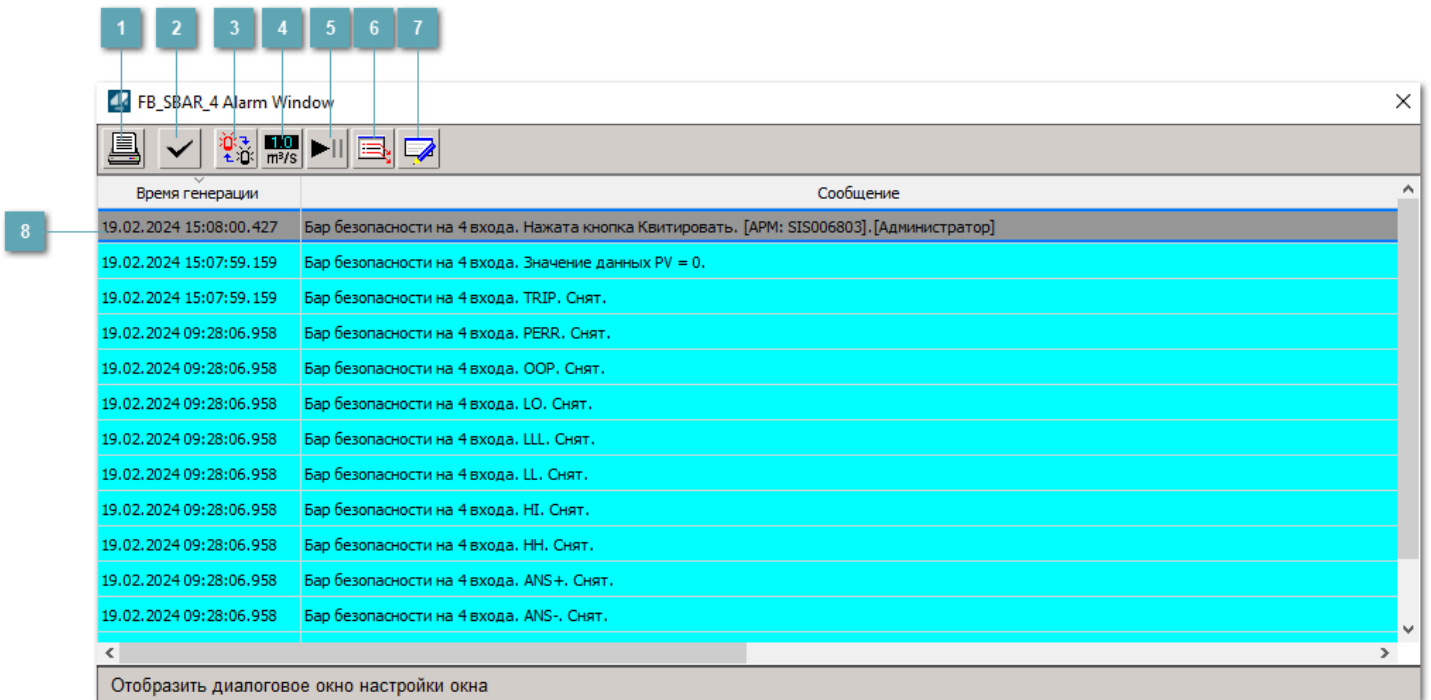 1 2 3 4 5 6 7
FB_SBAR_4 Alarm Window
1.0
m³/s
Время генерации Сообщение
8
19.02.2024 15:08:00.427 Бар безопасности на 4 входа. Нажата кнопка Квитировать. [АРМ: SIS006803].[Администратор]
19.02.2024 15:07:59.159 Бар безопасности на 4 входа. Значение данных PV = 0.
19.02.2024 15:07:59.159 Бар безопасности на 4 входа. TRIP. Снят.
19.02.2024 09:28:06.958 Бар безопасности на 4 входа. PERR. Снят.
19.02.2024 09:28:06.958 Бар безопасности на 4 входа. OOP. Снят.
19.02.2024 09:28:06.958 Бар безопасности на 4 входа. LO. Снят.
19.02.2024 09:28:06.958 Бар безопасности на 4 входа. LLL. Снят.
19.02.2024 09:28:06.958 Бар безопасности на 4 входа. LL. Снят.
19.02.2024 09:28:06.958 Бар безопасности на 4 входа. HI. Снят.
19.02.2024 09:28:06.958 Бар безопасности на 4 входа. HH. Снят.
19.02.2024 09:28:06.958 Бар безопасности на 4 входа. ANS+. Снят.
19.02.2024 09:28:06.958 Бар безопасности на 4 входа. ANS-. Снят.
Отобразить диалоговое окно настройки окна